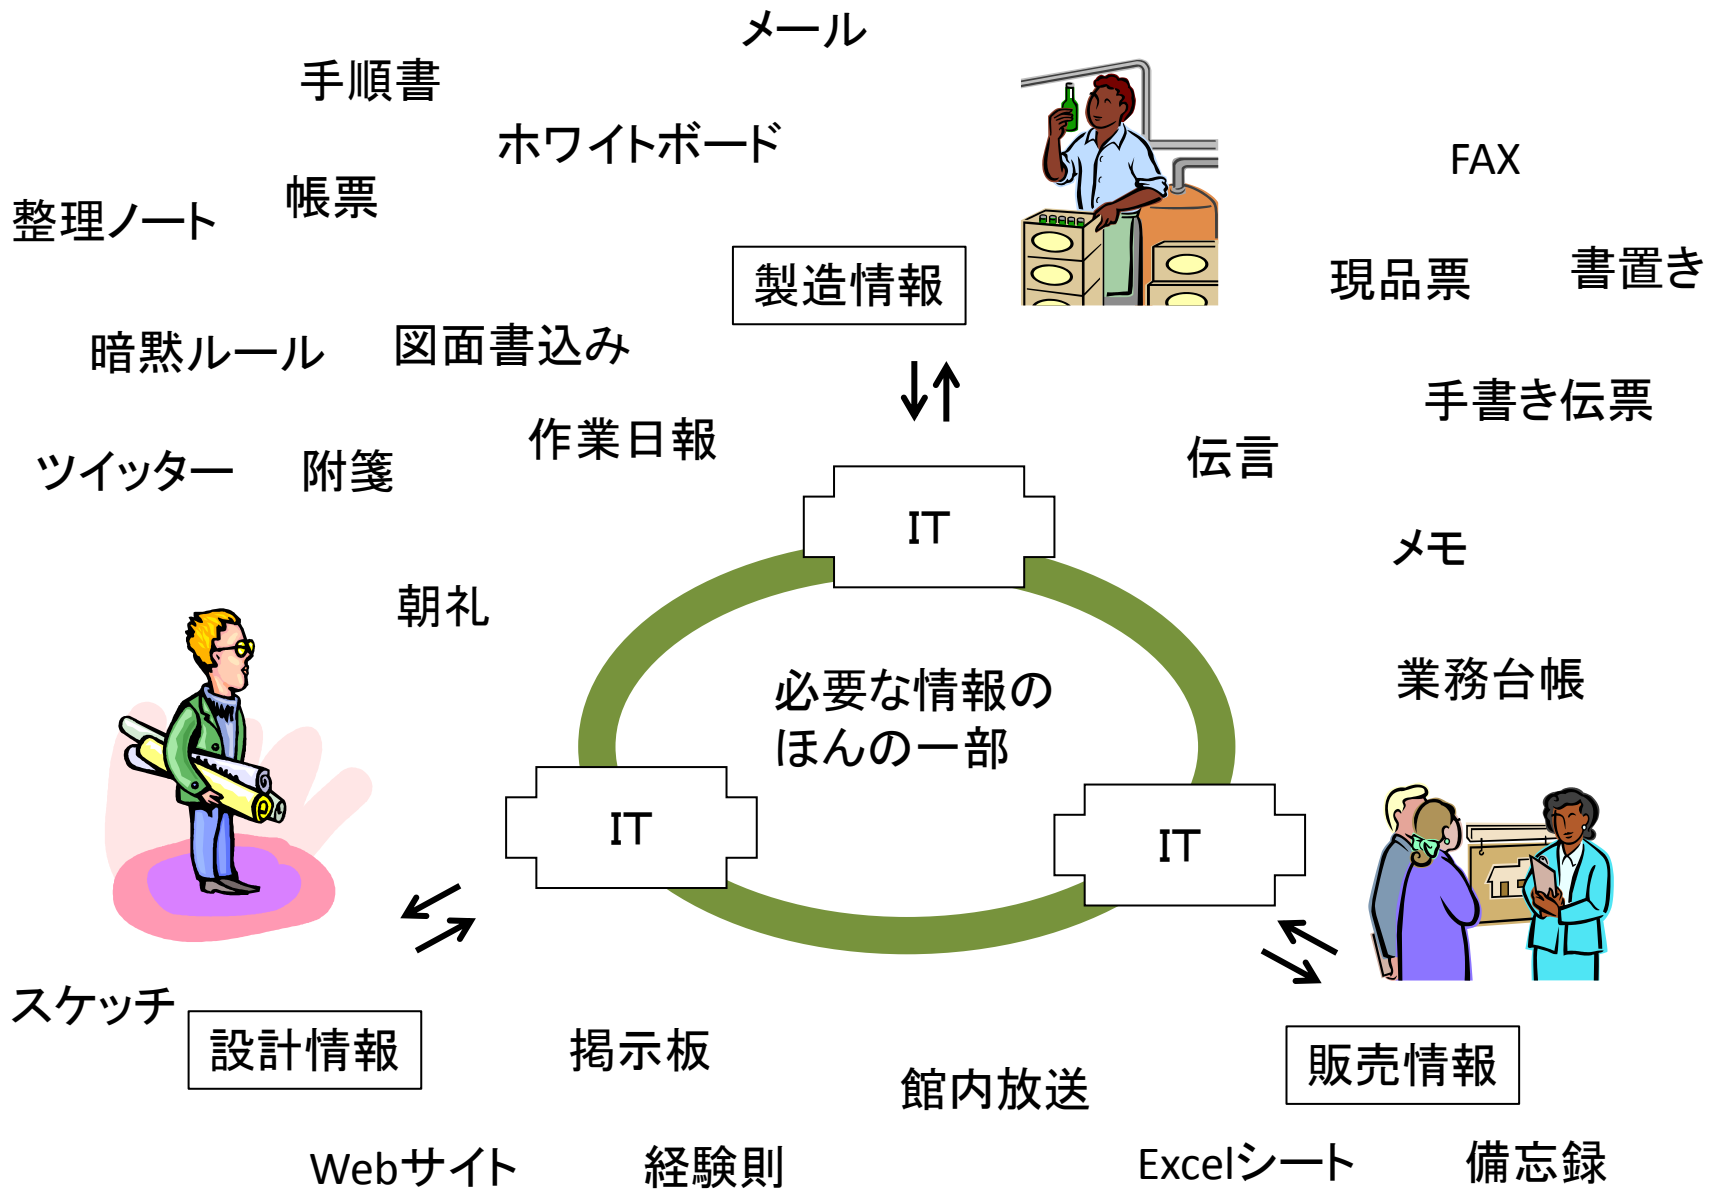 メール
手順書
ホワイトボード
FAX
帳票
整理ノート
書置き
製造情報
現品票
図面書込み
暗黙ルール
手書き伝票
作業日報
伝言
ツイッター
附箋
IT
メモ
朝礼
業務台帳
必要な情報の
ほんの一部
IT
IT
スケッチ
設計情報
掲示板
販売情報
館内放送
Webサイト
経験則
Excelシート
備忘録